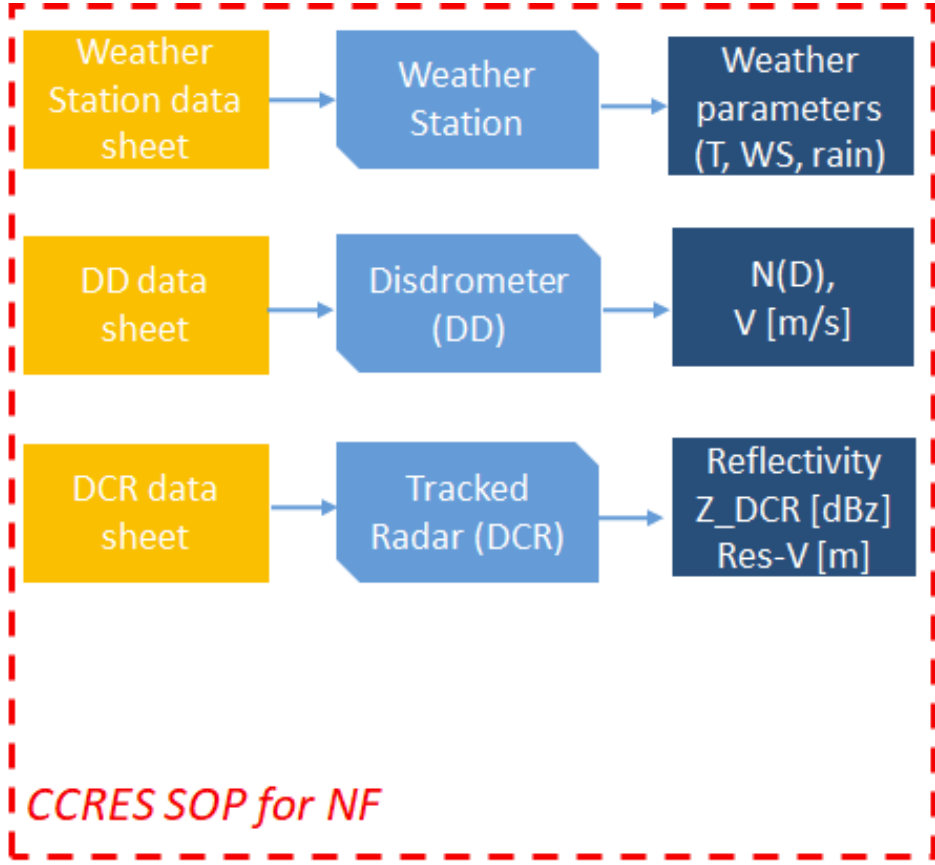 Weather
Station data
sheet
Weather
Station
Weather
parameters
(T, WS, rain)
DD data
sheet
Disdrometer
(DD)
N(D),
V [m/s]
DCR data
sheet
Tracked
Radar (DCR)
Reflectivity
Z_DCR [dBz]
Res-V [m]
CCRES SOP for NF